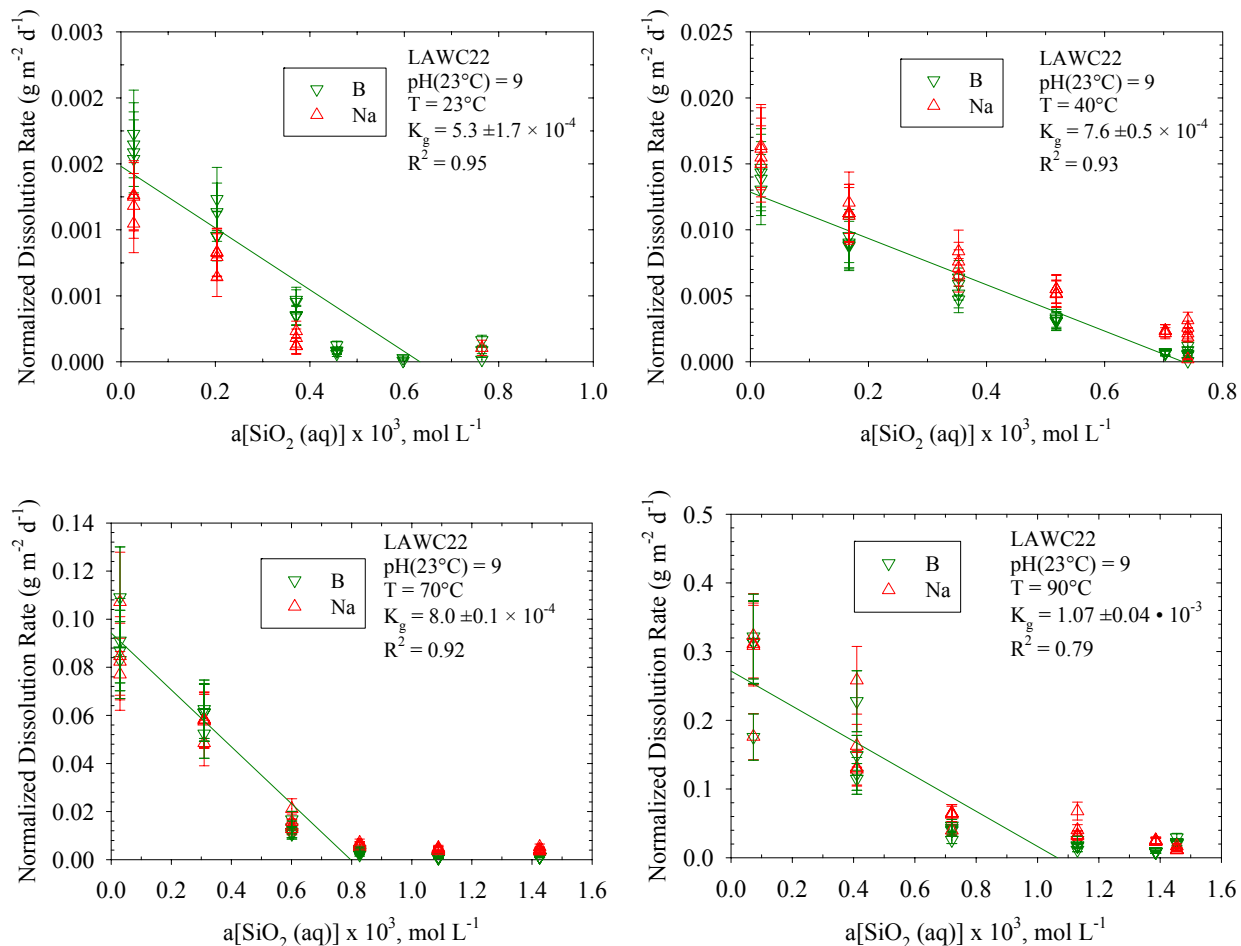 Normalized Dissolution Rate (g m⁻² d⁻¹)
0.003
0.002
0.002
0.001
0.001
0.000
B
Na
LAWC22
pH(23°C) = 9
T = 23°C
K_g = 5.3 ±1.7 × 10⁻⁴
R² = 0.95
0.0 0.2 0.4 0.6 0.8 1.0
a[SiO₂ (aq)] x 10³, mol L⁻¹
Normalized Dissolution Rate (g m⁻² d⁻¹)
0.025
0.020
0.015
0.010
0.005
0.000
B
Na
LAWC22
pH(23°C) = 9
T = 40°C
K_g = 7.6 ±0.5 × 10⁻⁴
R² = 0.93
0.0 0.2 0.4 0.6 0.8
a[SiO₂ (aq)] x 10³, mol L⁻¹
Normalized Dissolution Rate (g m⁻² d⁻¹)
0.14
0.12
0.10
0.08
0.06
0.04
0.02
0.00
B
Na
LAWC22
pH(23°C) = 9
T = 70°C
K_g = 8.0 ±0.1 × 10⁻⁴
R² = 0.92
0.0 0.2 0.4 0.6 0.8 1.0 1.2 1.4 1.6
a[SiO₂ (aq)] x 10³, mol L⁻¹
Normalized Dissolution Rate (g m⁻² d⁻¹)
0.5
0.4
0.3
0.2
0.1
0.0
B
Na
LAWC22
pH(23°C) = 9
T = 90°C
K_g = 1.07 ±0.04 • 10⁻³
R² = 0.79
0.0 0.2 0.4 0.6 0.8 1.0 1.2 1.4 1.6
a[SiO₂ (aq)] x 10³, mol L⁻¹